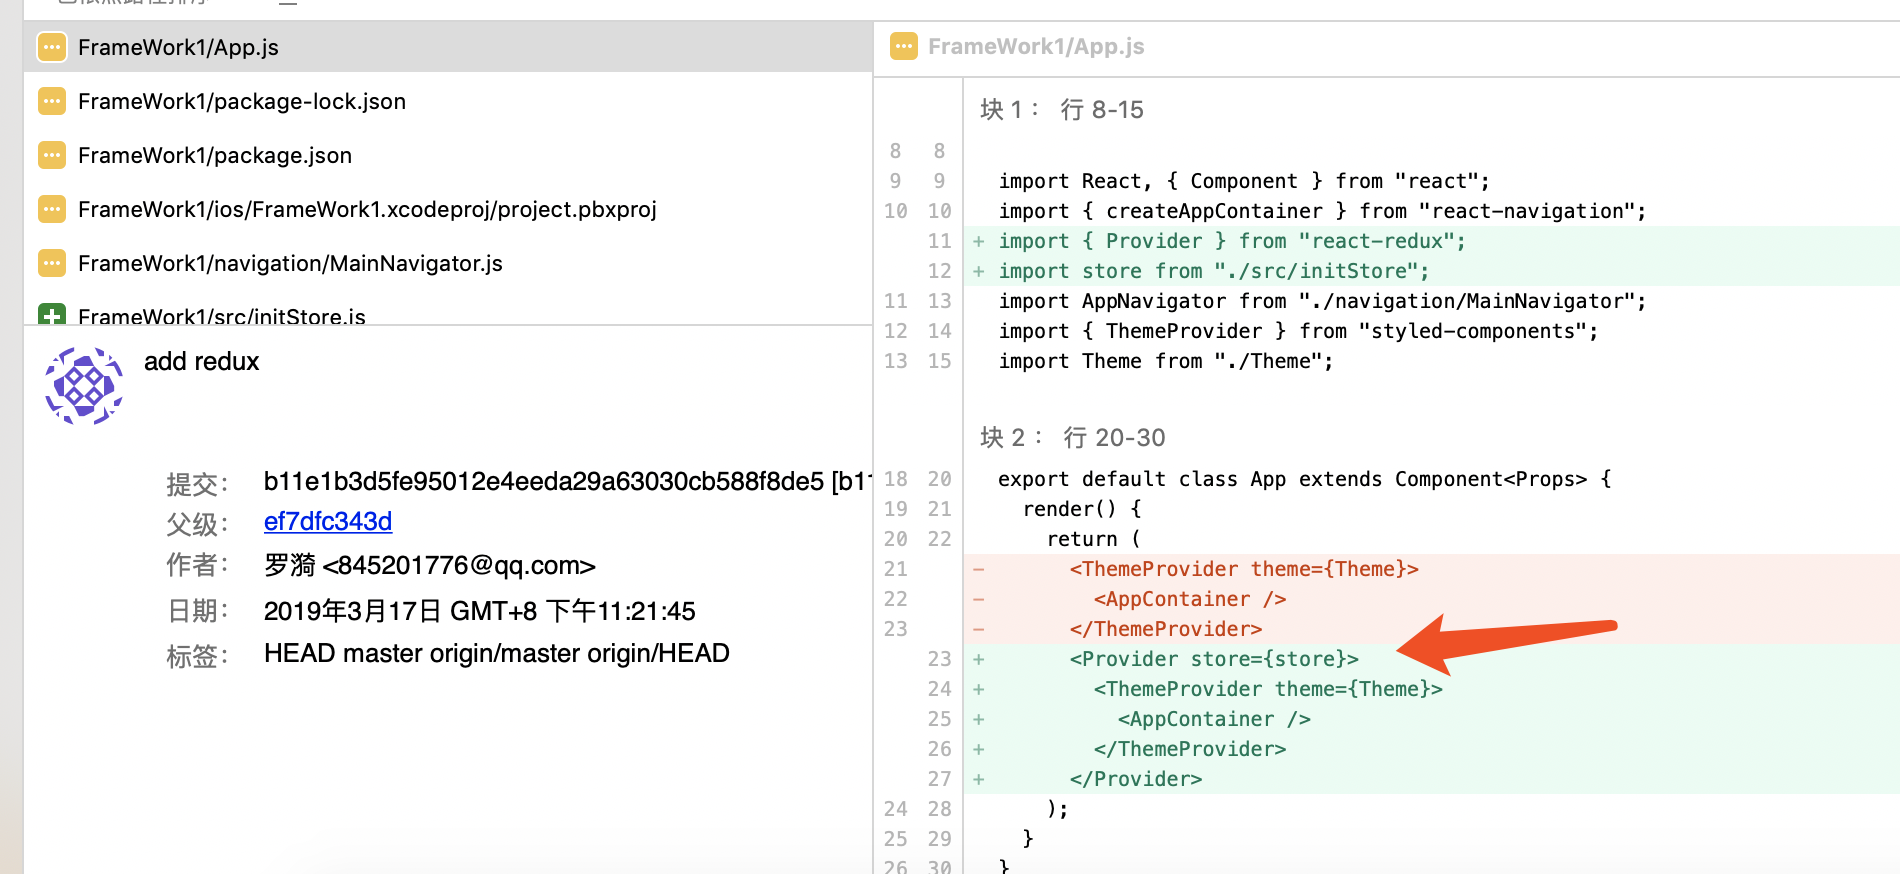 FrameWork1/App.js
FrameWork1/package-lock.json
FrameWork1/package.json
FrameWork1/ios/FrameWork1.xcodeproj/project.pbxproj
FrameWork1/navigation/MainNavigator.js
FrameWork1/src/initStore.js
add redux
提交： b11e1b3d5fe95012e4eeda29a63030cb588f8de5 [b11
父级： ef7dfc343d
作者： 罗漪 <845201776@qq.com>
日期： 2019年3月17日 GMT+8 下午11:21:45
标签： HEAD master origin/master origin/HEAD
FrameWork1/App.js
块 1： 行 8-15
8 8
9 9 import React, { Component } from "react";
10 10 import { createAppContainer } from "react-navigation";
11 + import { Provider } from "react-redux";
12 + import store from "./src/initStore";
11 13 import AppNavigator from "./navigation/MainNavigator";
12 14 import { ThemeProvider } from "styled-components";
13 15 import Theme from "./Theme";
块 2： 行 20-30
18 20 export default class App extends Component<Props> {
19 21 render() {
20 22 return (
21 - <ThemeProvider theme={Theme}>
22 - <AppContainer />
23 - </ThemeProvider>
23 + <Provider store={store}>
24 + <ThemeProvider theme={Theme}>
25 + <AppContainer />
26 + </ThemeProvider>
27 + </Provider>
24 28 );
25 29 }
26 30 }